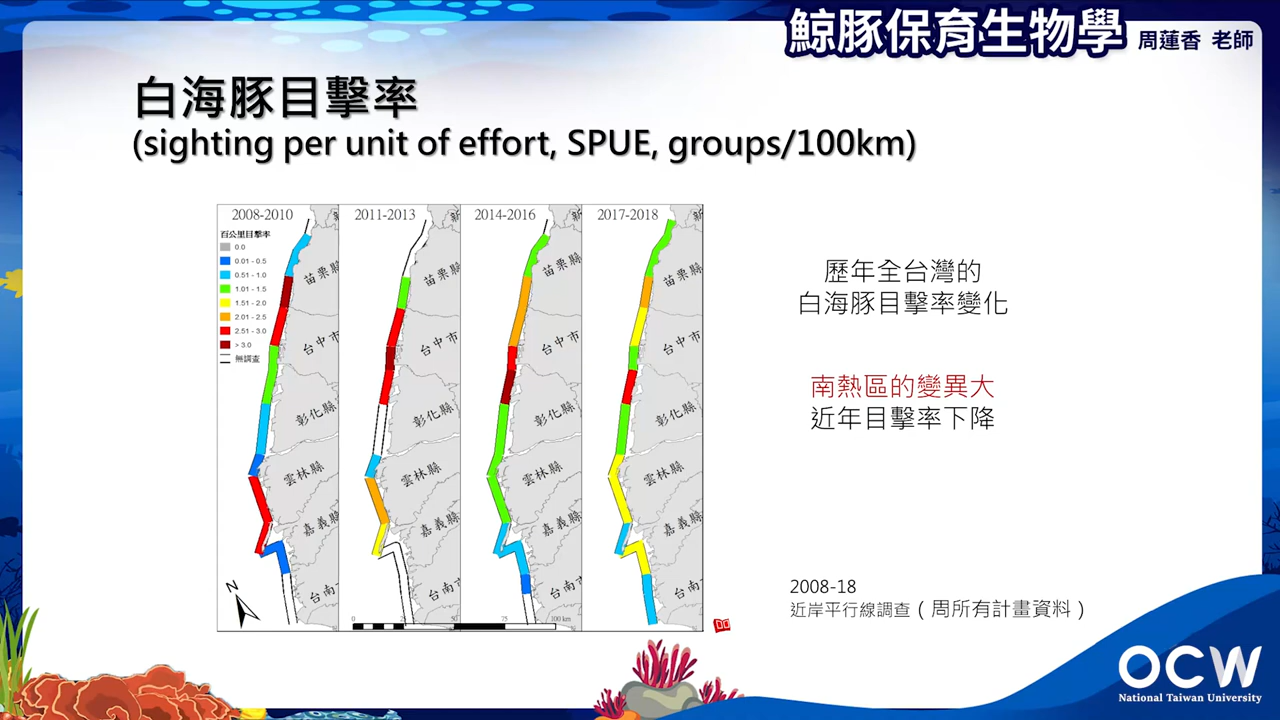 鯨豚保育生物學 周蓮香 老師
白海豚目擊率
(sighting per unit of effort, SPUE, groups/100km)
2008-2010
百公里目擊率
0.0
0.01 - 0.5
0.51 - 1.0
1.01 - 1.5
1.51 - 2.0
2.01 - 2.5
2.51 - 3.0
> 3.0
無調查
苗栗縣
台中市
彰化縣
雲林縣
嘉義縣
台南
N
2011-2013
苗栗縣
台中市
彰化縣
雲林縣
嘉義縣
台南市
2014-2016
苗栗縣
台中市
彰化縣
雲林縣
嘉義縣
台南市
2017-2018
苗栗縣
台中市
彰化縣
雲林縣
嘉義縣
台南市
0 25 50 75 100 km
歷年全台灣的
白海豚目擊率變化
南熱區的變異大
近年目擊率下降
2008-18
近岸平行線調查 ( 周所有計畫資料 )
OCW
National Taiwan University